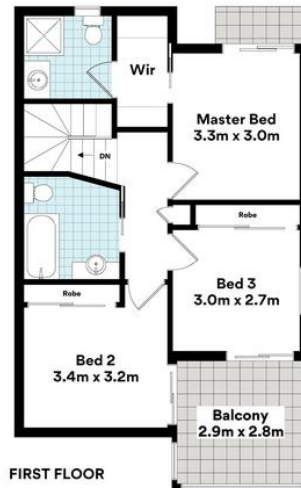 Wir
Master Bed
3.3m x 3.0m
DN
Robe
Bed 3
3.0m x 2.7m
Robe
Bed 2
3.4m x 3.2m
Balcony
2.9m x 2.8m
FIRST FLOOR